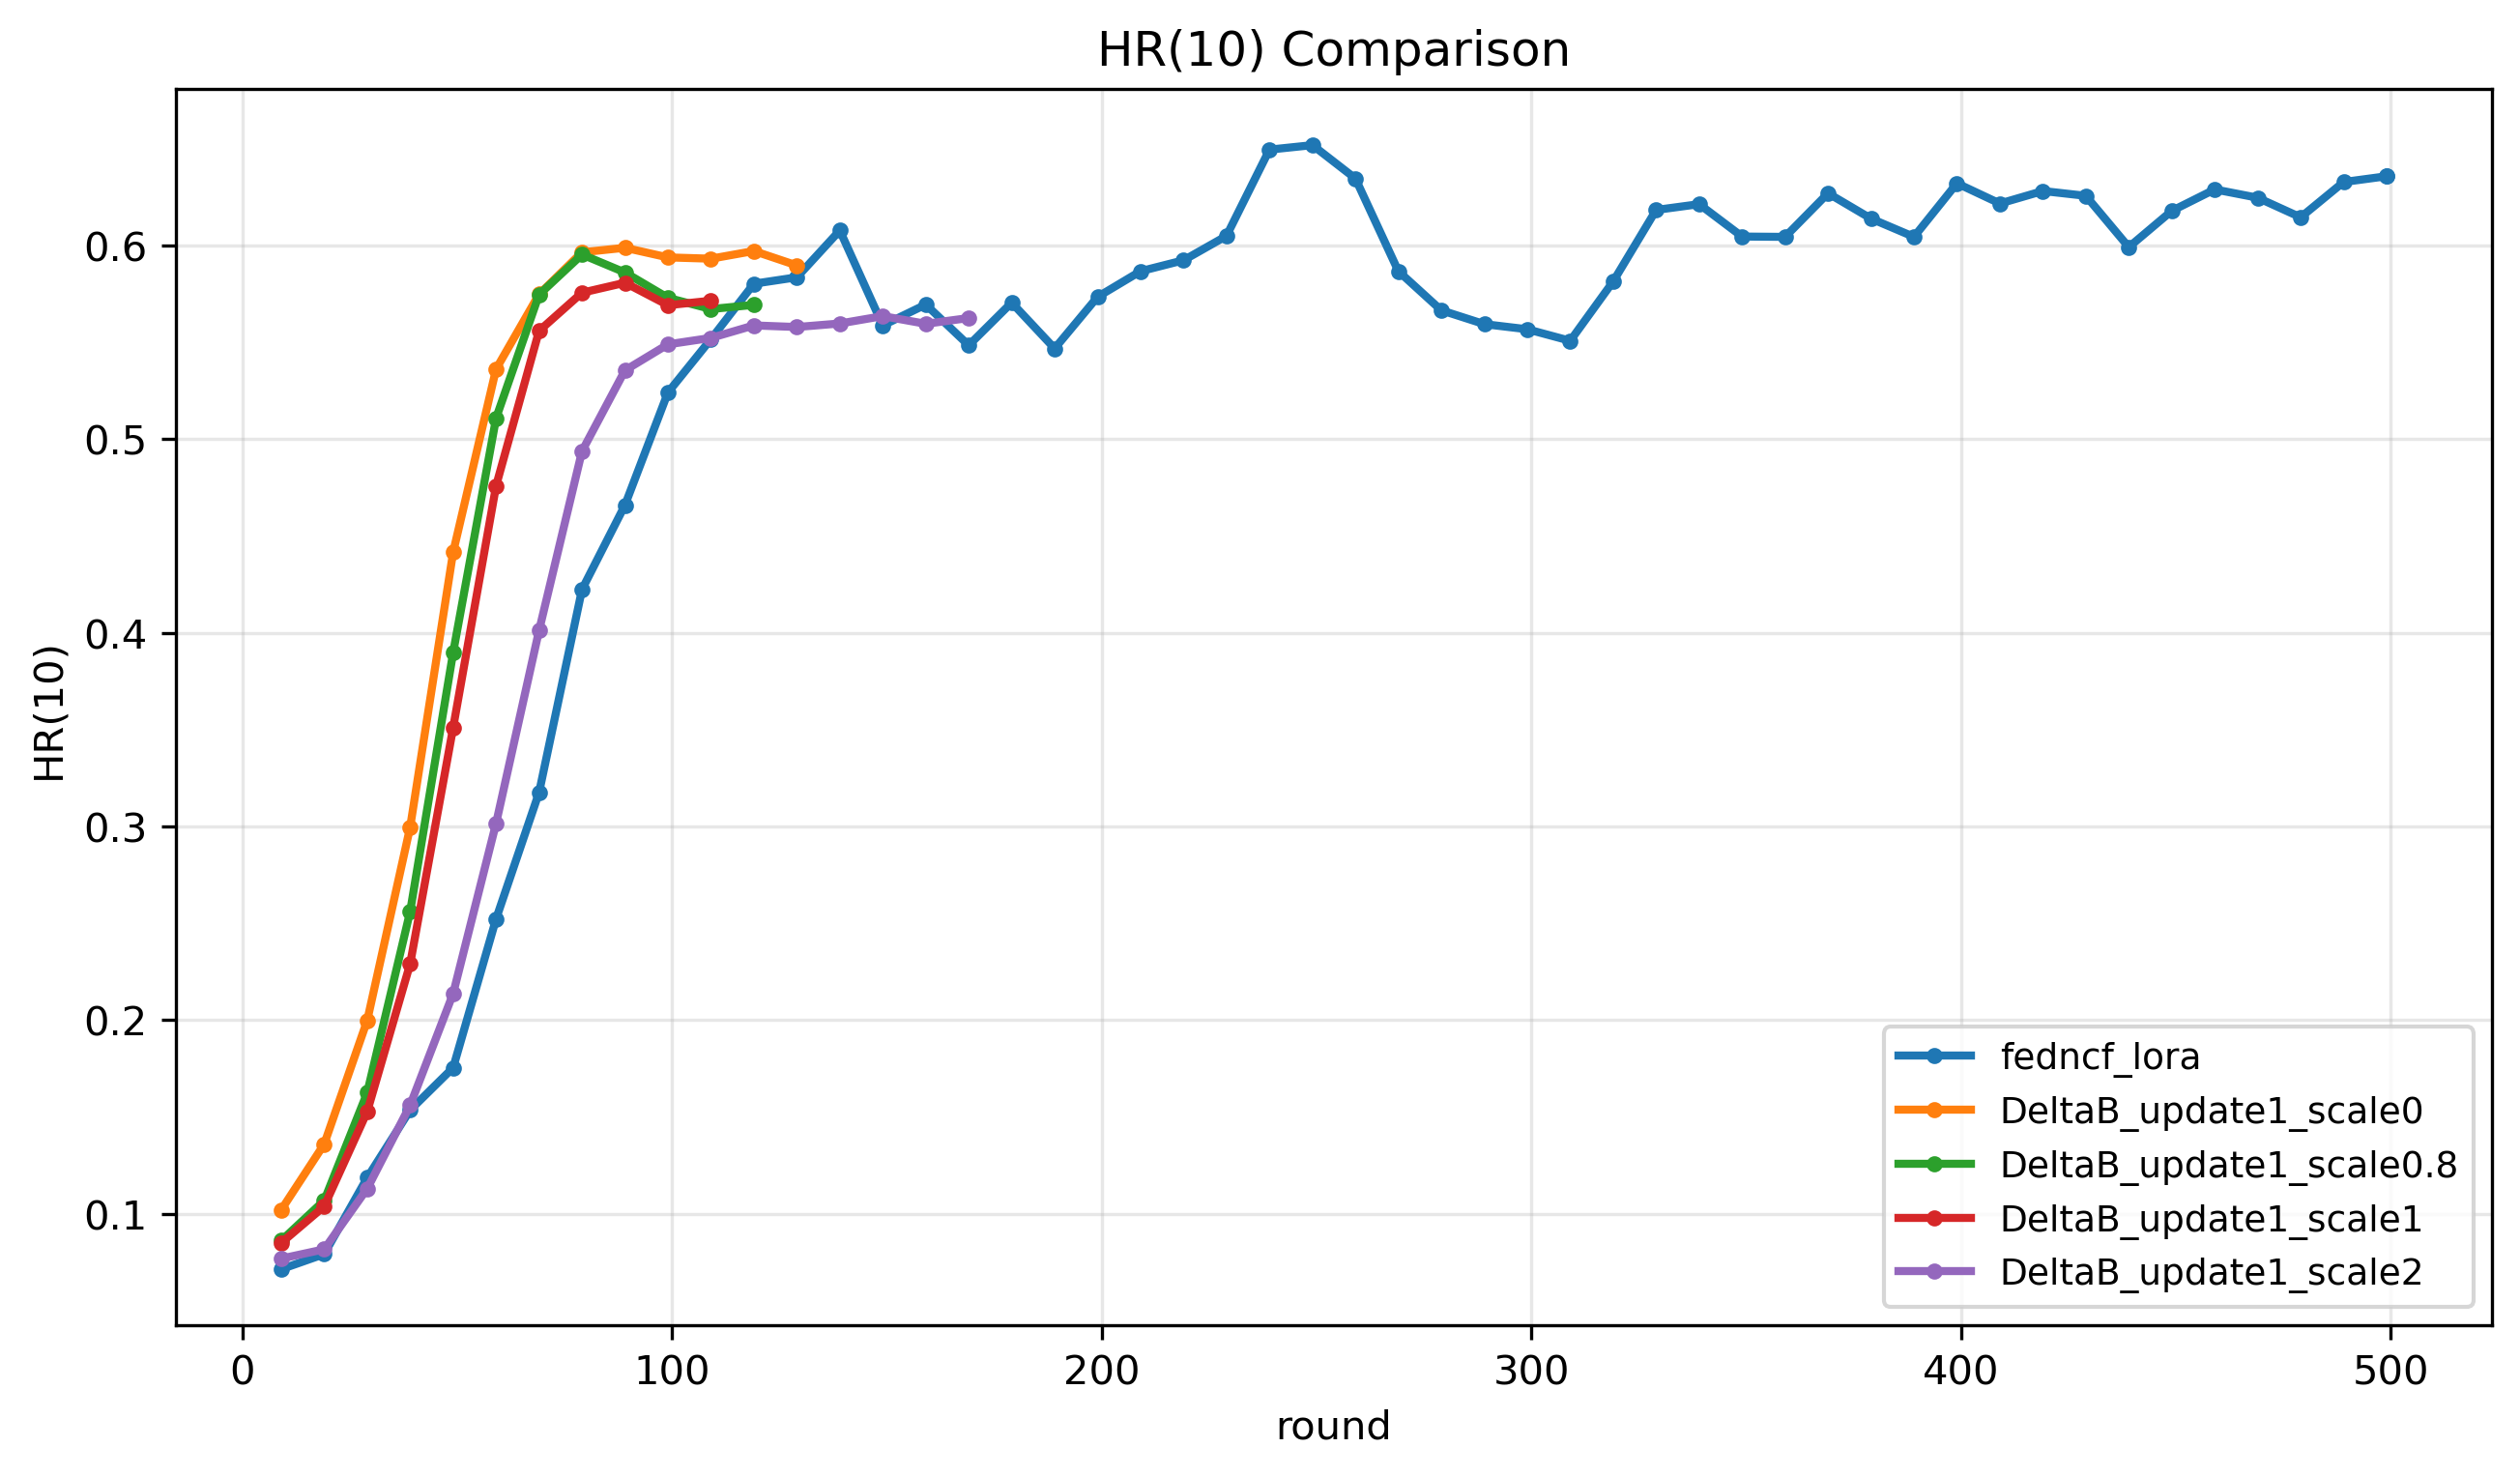 HR(10) Comparison
HR(10)
0.6
0.5
0.4
0.3
0.2
0.1
0
100
200
300
400
500
round
fedncf_lora
DeltaB_update1_scale0
DeltaB_update1_scale0.8
DeltaB_update1_scale1
DeltaB_update1_scale2